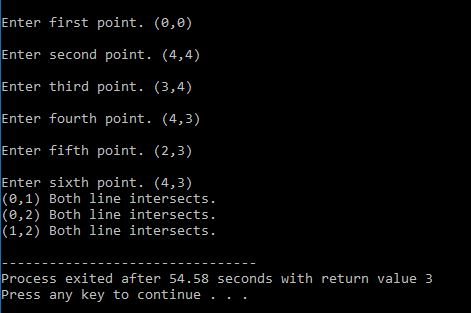 Enter first point. (0,0)
Enter second point. (4,4)
Enter third point. (3,4)
Enter fourth point. (4,3)
Enter fifth point. (2,3)
Enter sixth point. (4,3)
(0,1) Both line intersects.
(0,2) Both line intersects.
(1,2) Both line intersects.
--------------------------------
Process exited after 54.58 seconds with return value 3
Press any key to continue . . .